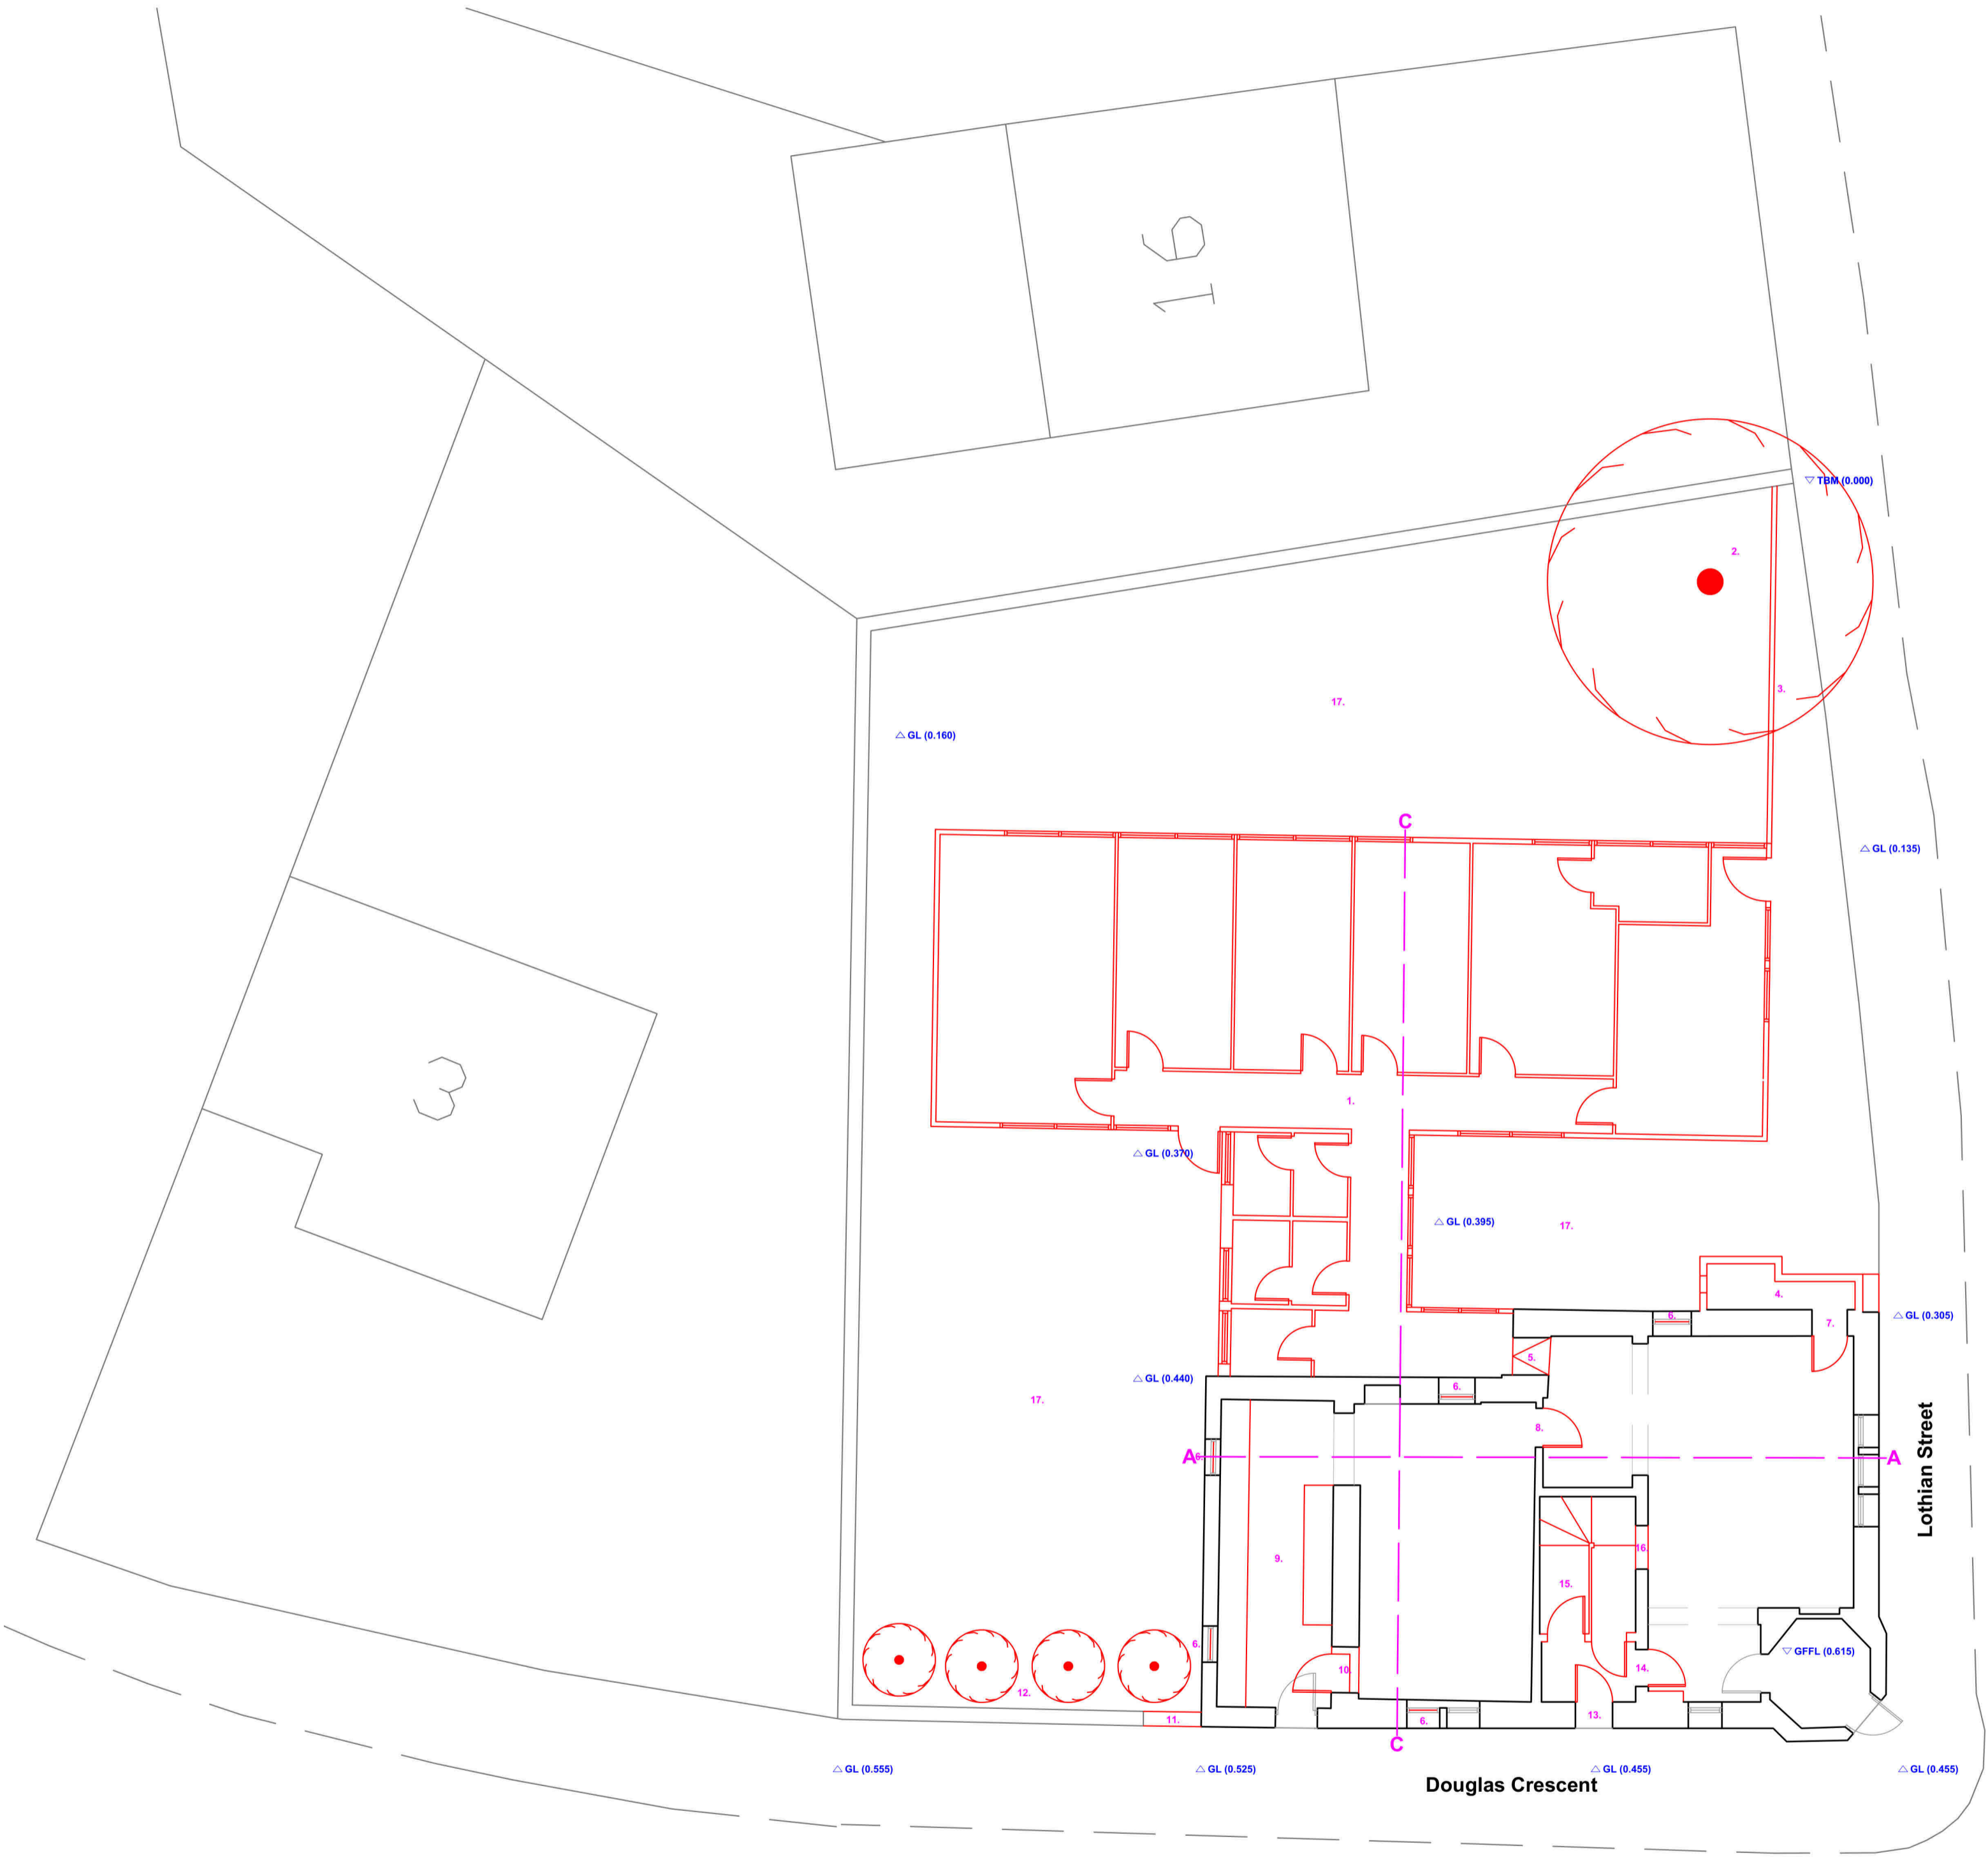 16
TBM (0.000)
2.
3.
17.
GL (0.160)
C
GL (0.135)
3
1.
GL (0.370)
GL (0.395)
17.
4.
6.
7.
GL (0.305)
5.
GL (0.440)
6.
17.
8.
A
6.
A
Lothian Street
9.
16.
15.
6.
GFFL (0.615)
10.
14.
12.
11.
6.
13.
C
GL (0.555)
GL (0.525)
GL (0.455)
GL (0.455)
Douglas Crescent